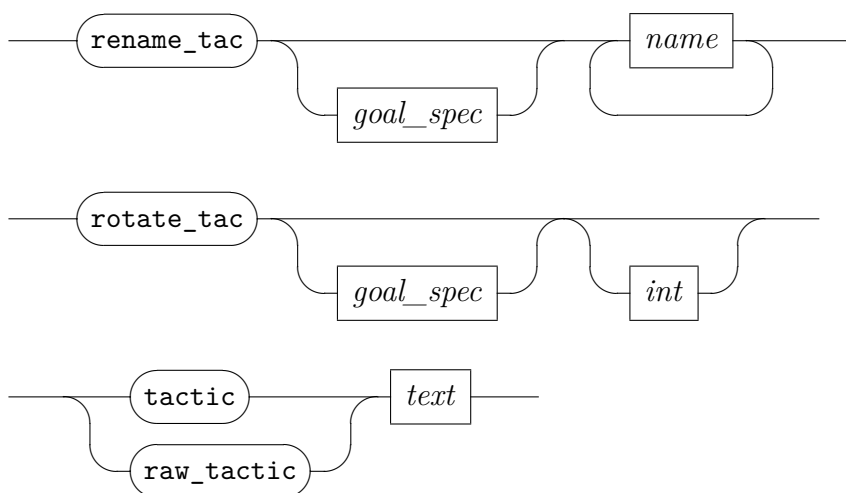 rename_tac name
goal_spec
rotate_tac
goal_spec int
tactic text
raw_tactic